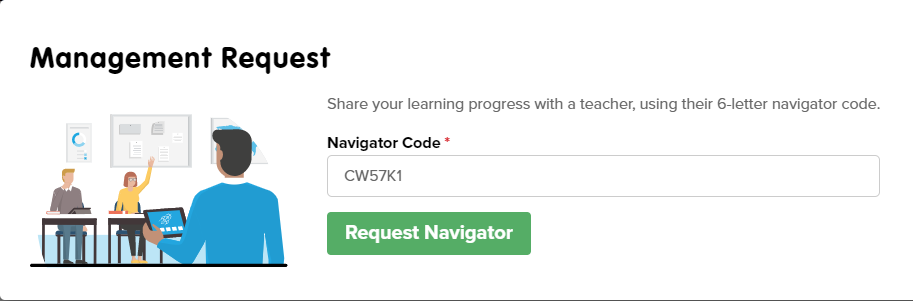 Management Request
Share your learning progress with a teacher, using their 6-letter navigator code.
Navigator Code *
CW57K1
Request Navigator